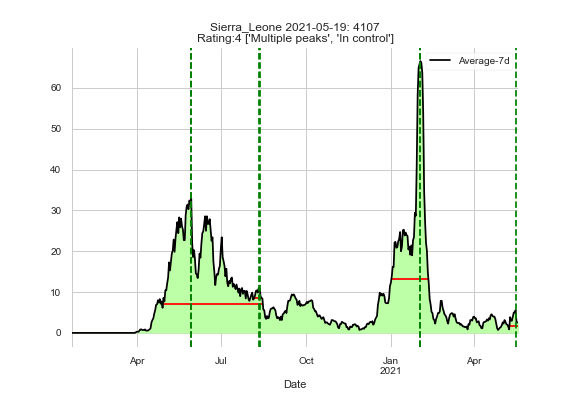 Sierra_Leone 2021-05-19: 4107
Rating:4 ['Multiple peaks', 'In control']
Average-7d
60
50
40
30
20
10
0
Apr
Jul
Oct
Jan
2021
Apr
Date